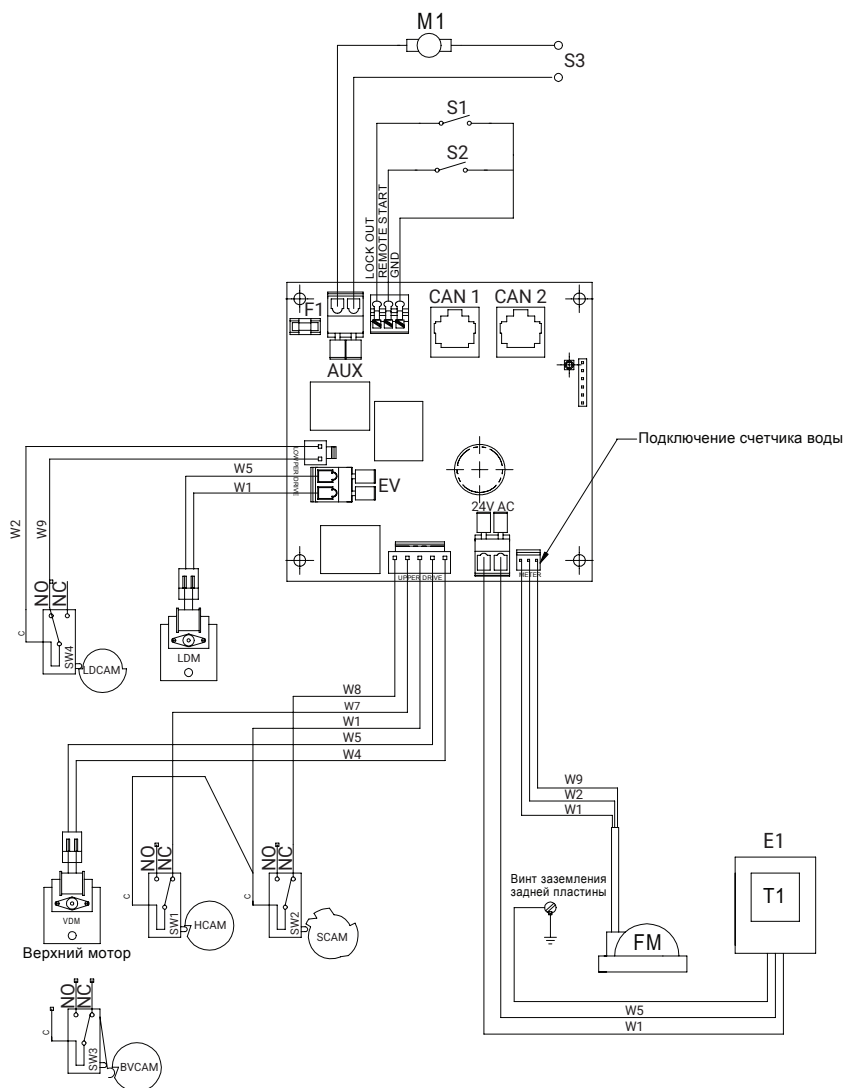 M1
S3
S1
S2
LOCK OUT
REMOTE START
GND
F1
CAN 1
CAN 2
AUX
Подключение счетчика воды
W2
W9
W5
W1
LOWPER DRIVE
EV
24V AC
UPPER DRIVE
METER
NO
NC
C
SW4
LDCAM
LDM
W8
W7
W1
W5
W4
W9
W2
W1
E1
T1
Винт заземления
задней пластины
FM
NO
NC
C
SW1
HCAM
NO
NC
C
SW2
SCAM
VDM
Верхний мотор
W5
W1
NO
NC
C
SW3
BVCAM